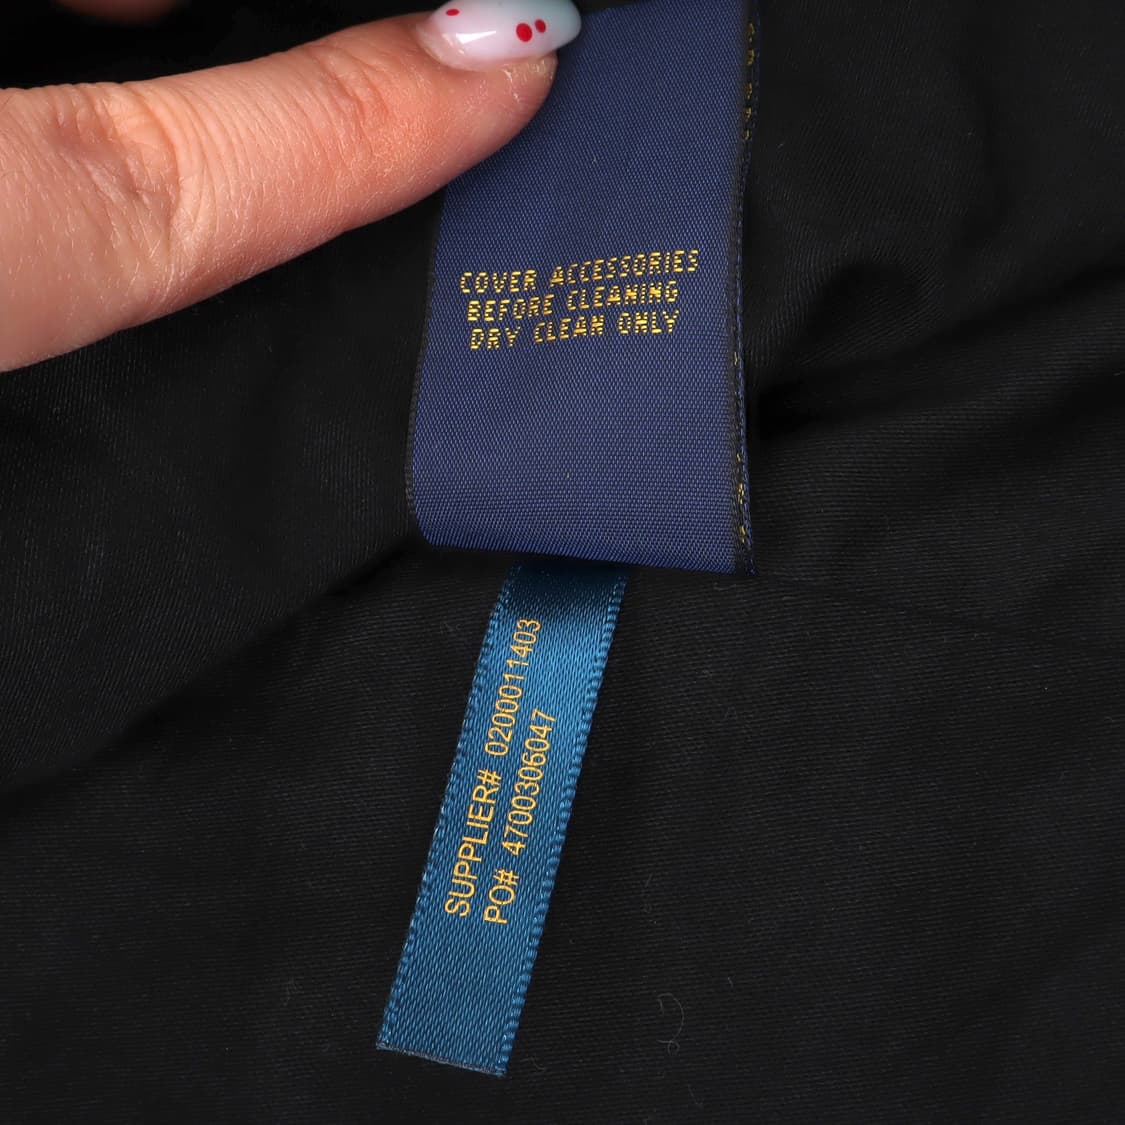 COVER ACCESSORIES
BEFORE CLEANING
DRY CLEAN ONLY
SUPPLIER# 0200011403
PO# 4700306047